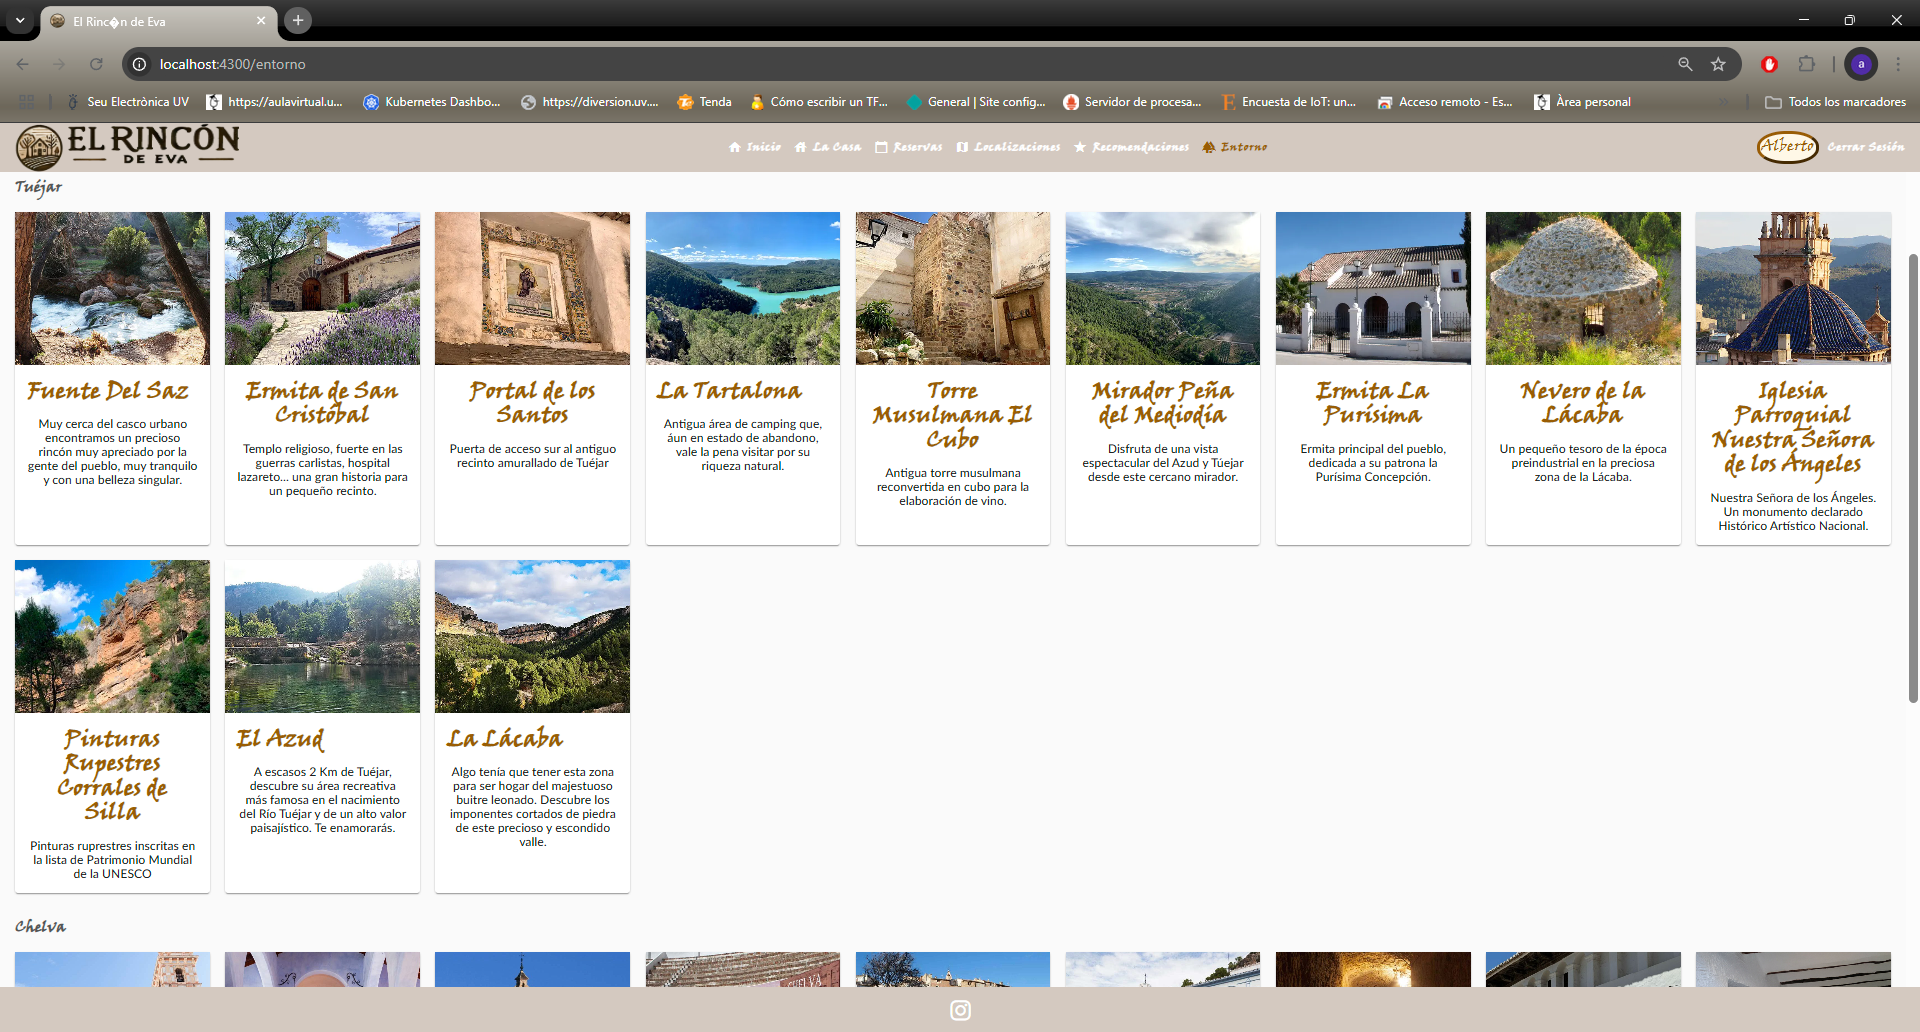 El Rinc�n de Eva
localhost:4300/entorno
Seu Electrònica UV
https://aulavirtual.u...
Kubernetes Dashbo...
https://diversion.uv....
Tenda
Cómo escribir un TF...
General | Site config...
Servidor de procesa...
Encuesta de IoT: un...
Acceso remoto - Es...
Àrea personal
Todos los marcadores
EL RINCÓN
DE EVA
Inicio
La Casa
Reservas
Localizaciones
Recomendaciones
Entorno
Alberto
Cerrar Sesión
Tuéjar
Fuente Del Saz
Muy cerca del casco urbano
encontramos un precioso
rincón muy apreciado por la
gente del pueblo, muy tranquilo
y con una belleza singular.
Ermita de San
Cristóbal
Templo religioso, fuerte en las
guerras carlistas, hospital
lazareto... una gran historia para
un pequeño recinto.
Portal de los
Santos
Puerta de acceso sur al antiguo
recinto amurallado de Tuéjar
La Tartalona
Antigua área de camping que,
áun en estado de abandono,
vale la pena visitar por su
riqueza natural.
Torre
Musulmana El
Cubo
Antigua torre musulmana
reconvertida en cubo para la
elaboración de vino.
Mirador Peña
del Mediodía
Disfruta de una vista
espectacular del Azud y Túejar
desde este cercano mirador.
Ermita La
Purísima
Ermita principal del pueblo,
dedicada a su patrona la
Purísima Concepción.
Nevero de la
Lácaba
Un pequeño tesoro de la época
preindustrial en la preciosa
zona de la Lácaba.
Iglesia
Parroquial
Nuestra Señora
de los Ángeles
Nuestra Señora de los Ángeles.
Un monumento declarado
Histórico Artístico Nacional.
Pinturas
Rupestres
Corrales de
Silla
Pinturas ruprestres inscritas en
la lista de Patrimonio Mundial
de la UNESCO
El Azud
A escasos 2 Km de Tuéjar,
descubre su área recreativa
más famosa en el nacimiento
del Río Tuéjar y de un alto valor
paisajístico. Te enamorarás.
La Lácaba
Algo tenía que tener esta zona
para ser hogar del majestuoso
buitre leonado. Descubre los
imponentes cortados de piedra
de este precioso y escondido
valle.
Chelva